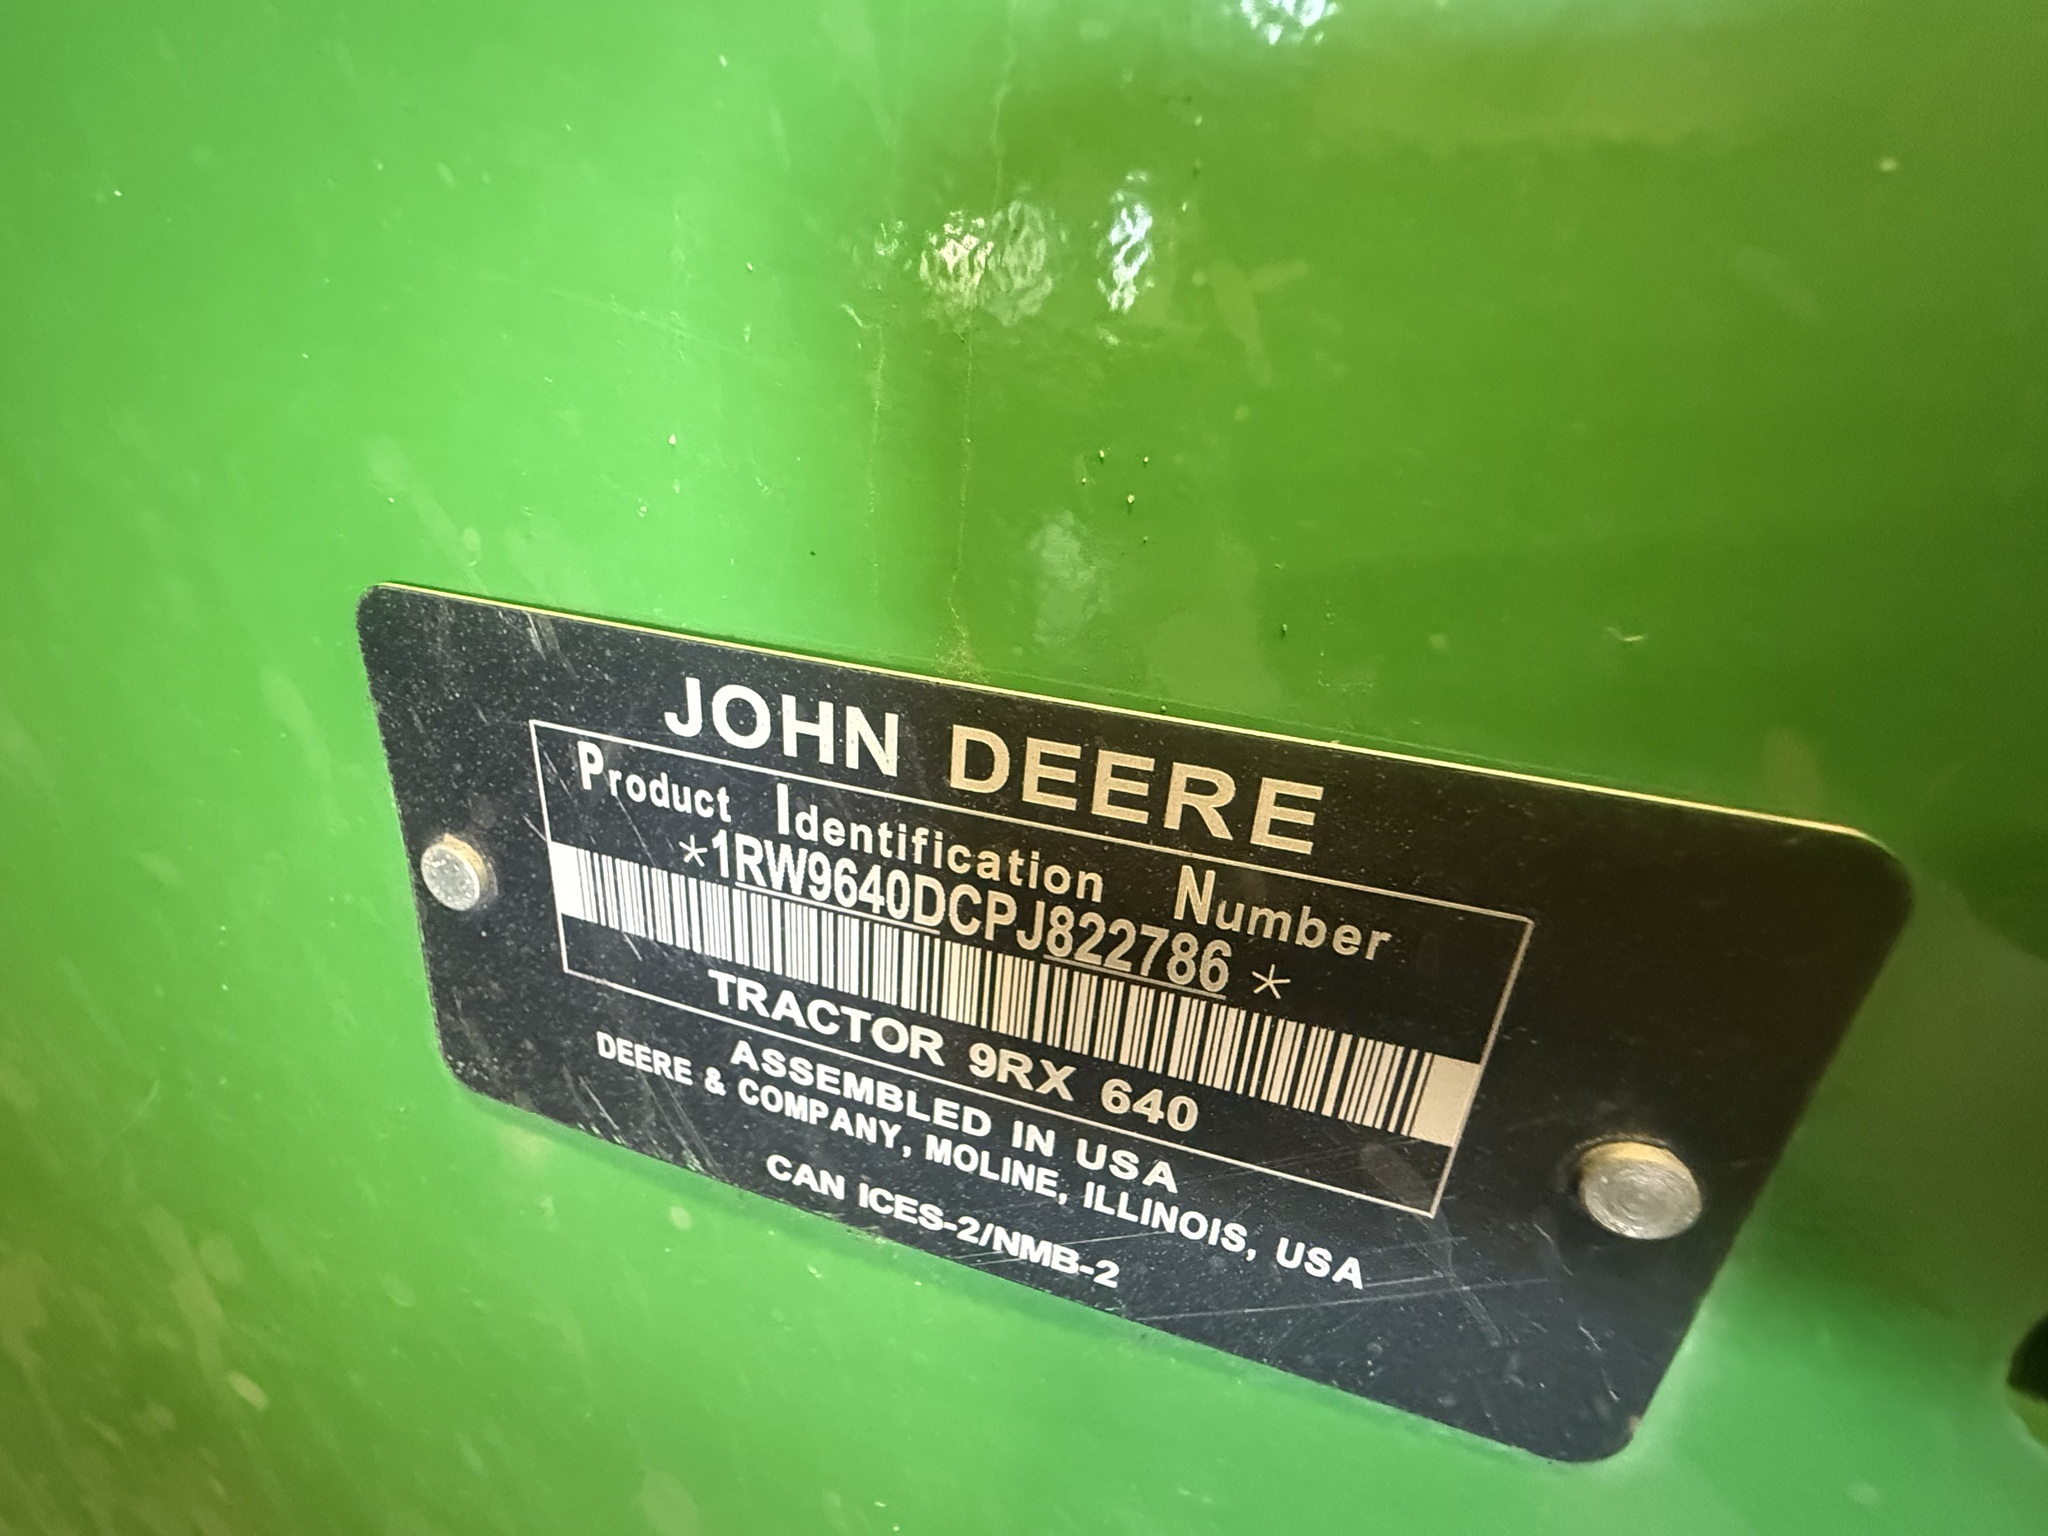 JOHN DEERE
Product Identification Number
*1RW9640DCPJ822786*
TRACTOR 9RX 640
ASSEMBLED IN USA
DEERE & COMPANY, MOLINE, ILLINOIS, USA
CAN ICES-2/NMB-2